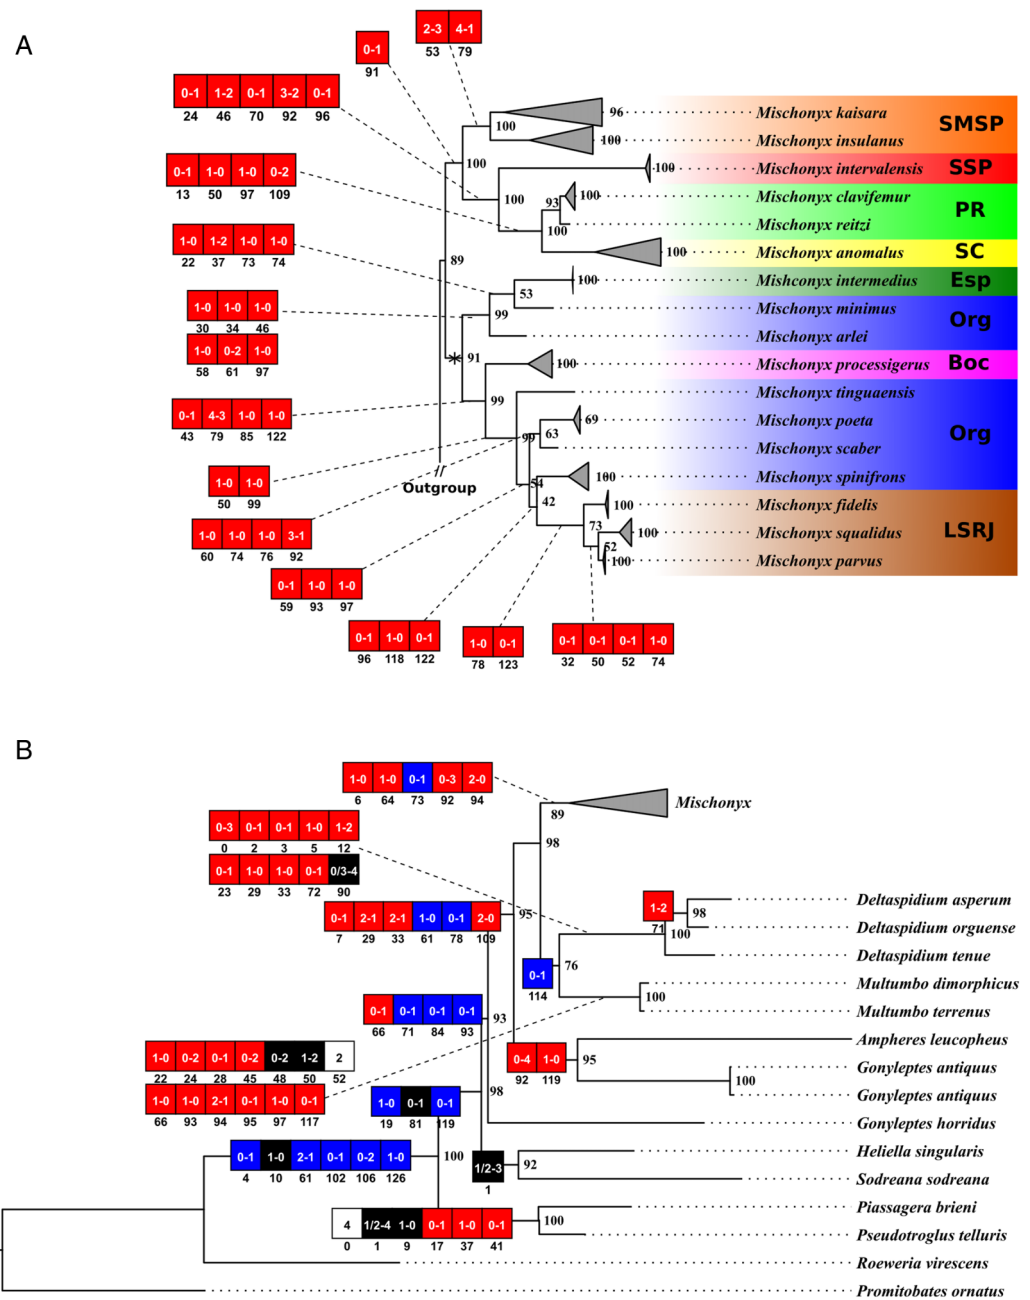 A
2-3 4-1
53 79
0-1
91
0-1 1-2 0-1 3-2 0-1
24 46 70 92 96
96
Mischonyx kaisara
SMSP
100
100
Mischonyx insulanus
0-1 1-0 1-0 0-2
13 50 97 109
100
100
Mischonyx intervalensis
SSP
100
93
100
Mischonyx clavifemur
PR
Mischonyx reitzi
100
1-0 1-2 1-0 1-0
22 37 73 74
100
Mischonyx anomalus
SC
89
100
Mishconyx intermedius
Esp
53
1-0 1-0 1-0
30 34 46
Mischonyx minimus
Org
99
Mischonyx arlei
1-0 0-2 1-0
58 61 97
91
100
Mischonyx processigerus
Boc
Mischonyx tinguaensis
0-1 4-3 1-0 1-0
43 79 85 122
99
69
Mischonyx poeta
Org
99
63
Mischonyx scaber
1-0 1-0
50 99
Outgroup
54
100
Mischonyx spinifrons
42
100
Mischonyx fidelis
1-0 1-0 1-0 3-1
60 74 76 92
73
100
Mischonyx squalidus
LSRJ
52
100
Mischonyx parvus
0-1 1-0 1-0
59 93 97
0-1 1-0 0-1
96 118 122
1-0 0-1
78 123
0-1 0-1 0-1 1-0
32 50 52 74
B
1-0 1-0 0-1 0-3 2-0
6 64 73 92 94
Mischonyx
89
0-3 0-1 0-1 1-0 1-2
0 2 3 5 12
98
0-1 1-0 1-0 0-1 0/3-4
23 29 33 72 90
1-2
71
98
Deltaspidium asperum
0-1 2-1 2-1 1-0 0-1 2-0
7 29 33 61 78 109
95
100
Deltaspidium orguense
Deltaspidium tenue
0-1
114
76
Multumbo dimorphicus
100
Multumbo terrenus
0-1 0-1 0-1 0-1
66 71 84 93
93
Ampheres leucopheus
1-0 0-2 0-1 0-2 0-2 1-2 2
22 24 28 45 48 50 52
0-4 1-0
92 119
95
Gonyleptes antiquus
100
Gonyleptes antiquus
1-0 1-0 2-1 0-1 1-0 0-1
66 93 94 95 97 117
98
1-0 0-1 0-1
19 81 119
Gonyleptes horridus
0-1 1-0 2-1 0-1 0-2 1-0
4 10 61 102 106 126
100
Heliella singularis
1/2-3
1
92
Sodreana sodreana
Piassagera brieni
4 1/2-4 1-0 0-1 1-0 0-1
0 1 9 17 37 41
100
Pseudotroglus telluris
Roeweria virescens
Promitobates ornatus